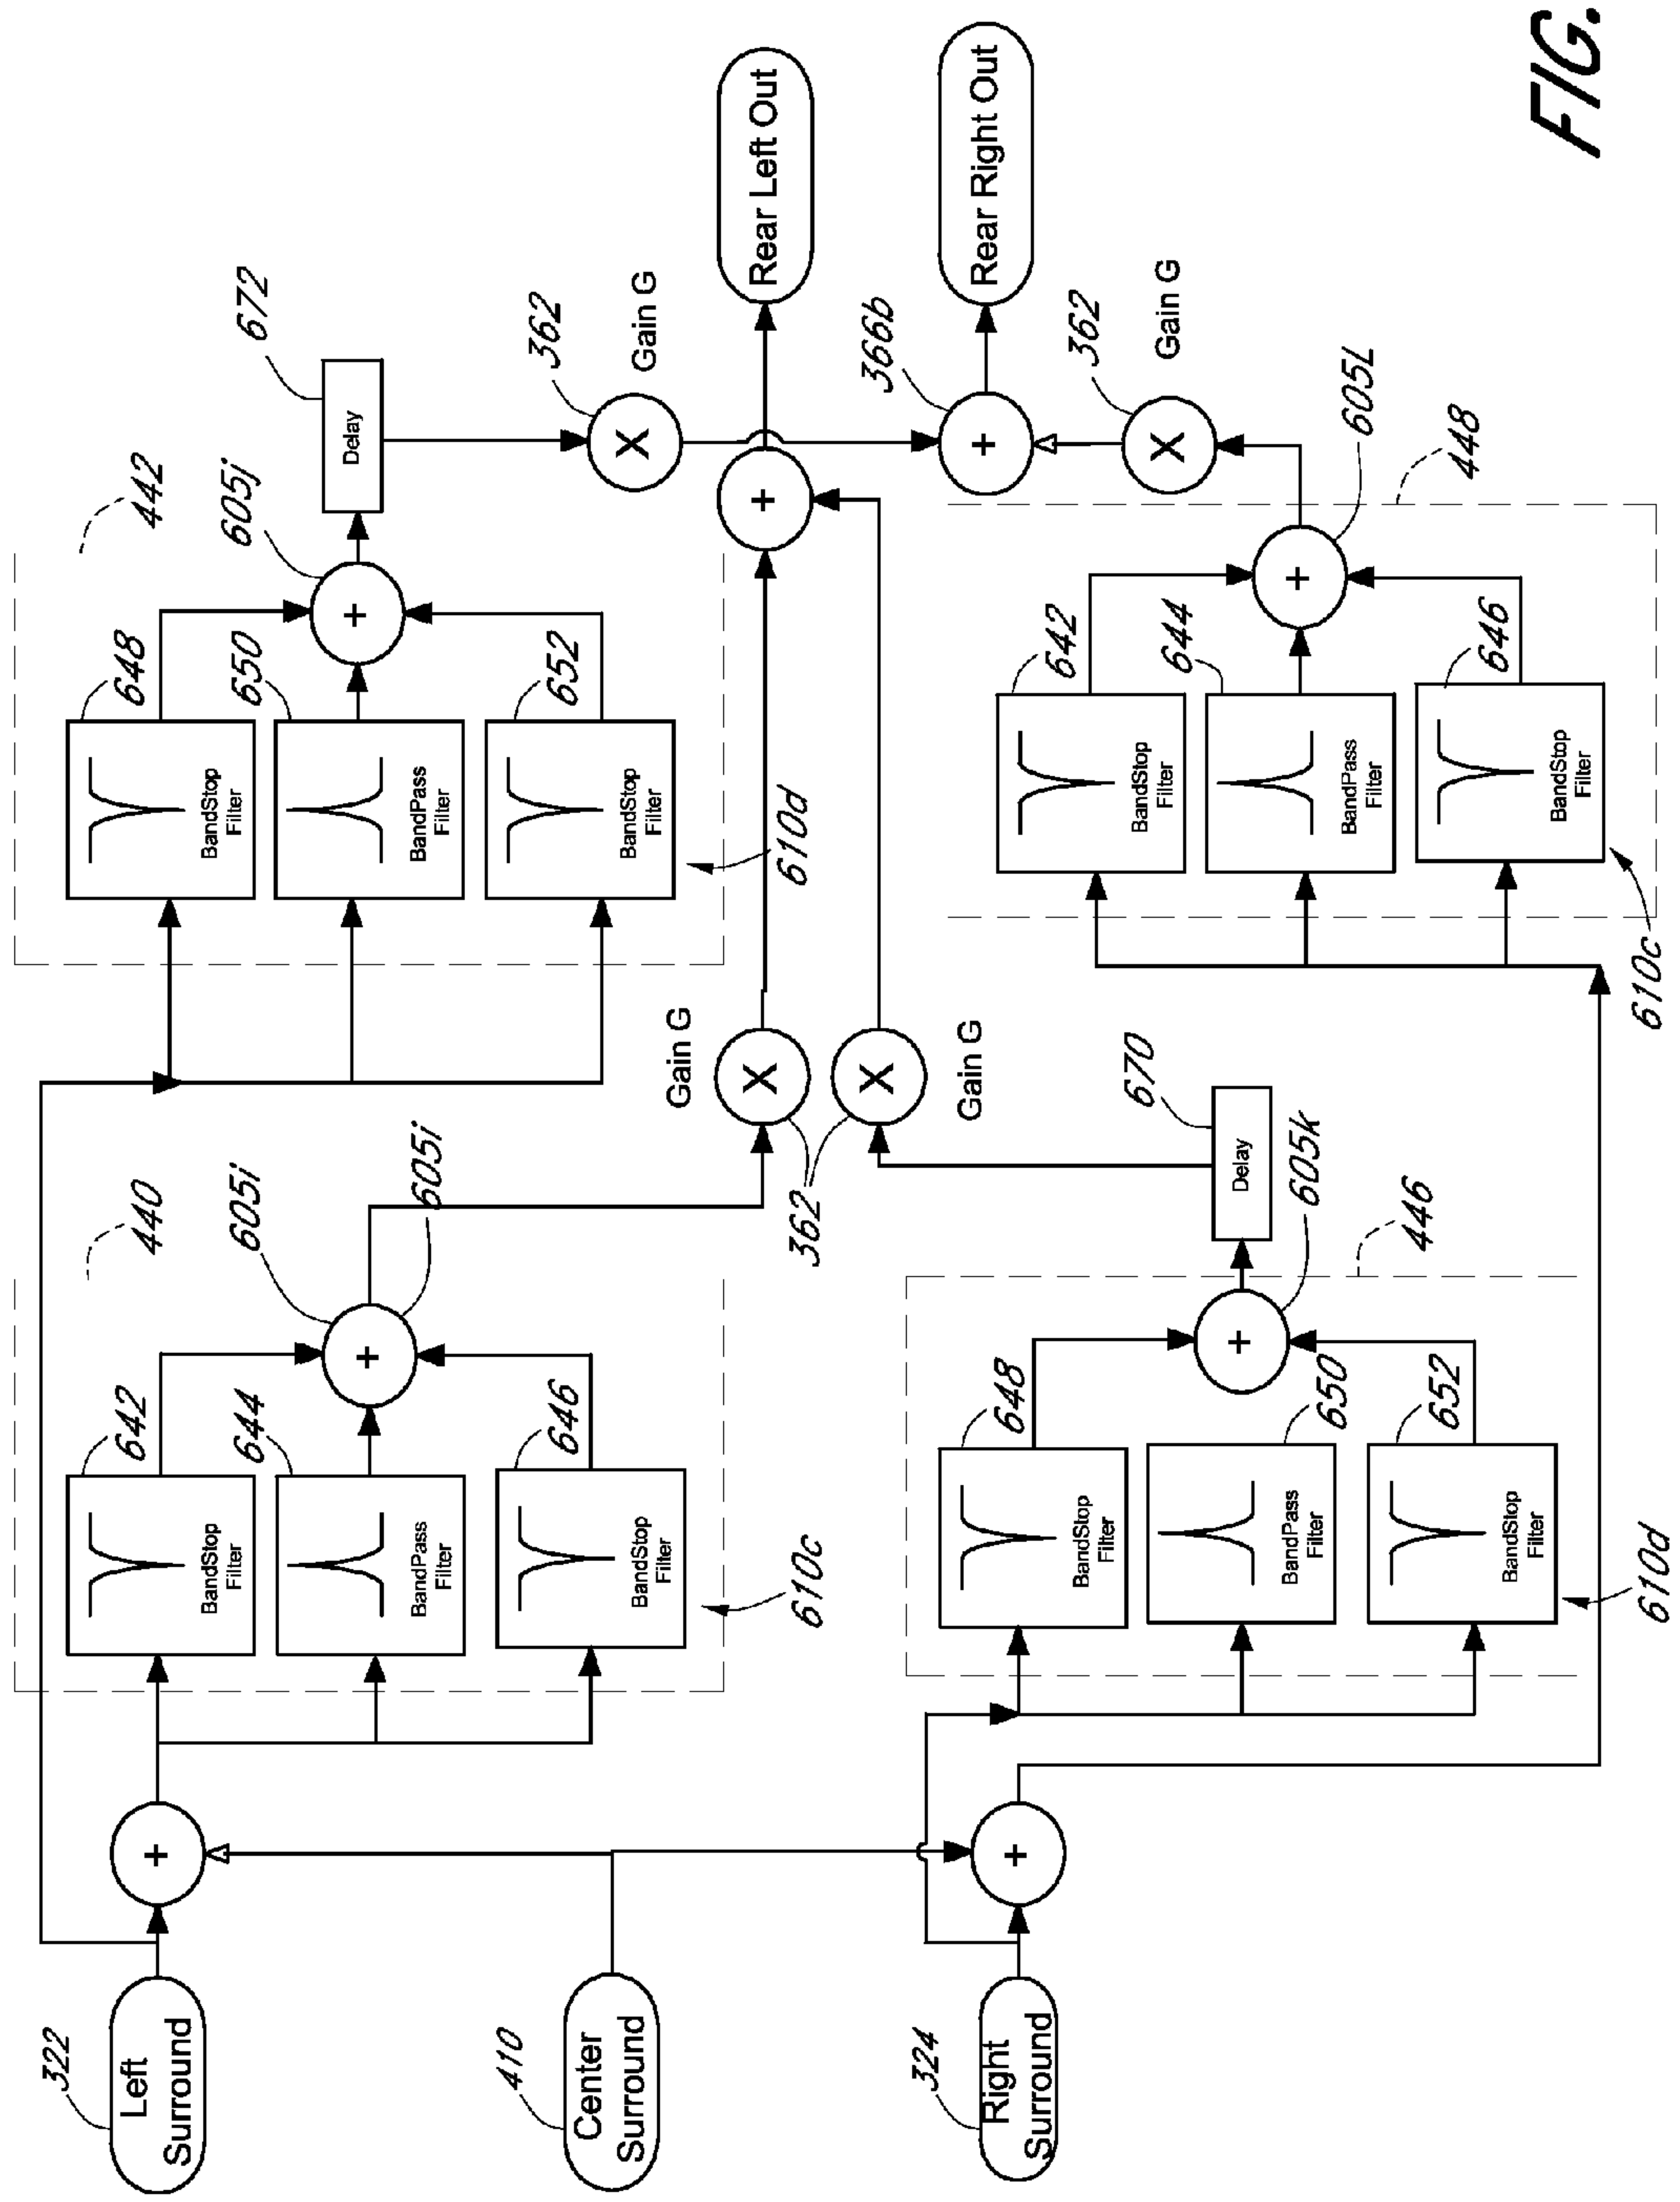 322
Left
Surround
410
Center
Surround
324
Right
Surround
+
+
440
642
BandStop
Filter
644
BandPass
Filter
646
BandStop
Filter
610c
605i
+
605i
648
BandStop
Filter
650
BandPass
Filter
652
BandStop
Filter
610d
+
605k
446
670
Delay
Gain G
X
362
X
Gain G
442
648
BandStop
Filter
650
BandPass
Filter
652
BandStop
Filter
610d
605j
+
672
Delay
362
X
Gain G
642
BandStop
Filter
644
BandPass
Filter
646
BandStop
Filter
610c
+
605L
448
+
Rear Left Out
366b
+
Rear Right Out
362
X
Gain G
FIG.